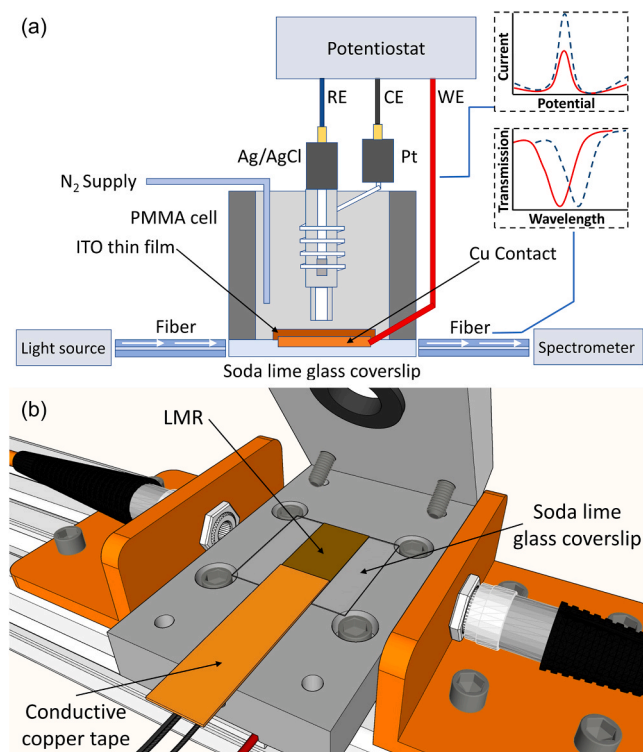 (a)
Potentiostat
RE
CE
WE
Current
Potential
Ag/AgCl
Pt
N₂ Supply
Transmission
Wavelength
PMMA cell
ITO thin film
Cu Contact
Fiber
Fiber
Light source
Spectrometer
Soda lime glass coverslip
(b)
LMR
Soda lime
glass coverslip
Conductive
copper tape